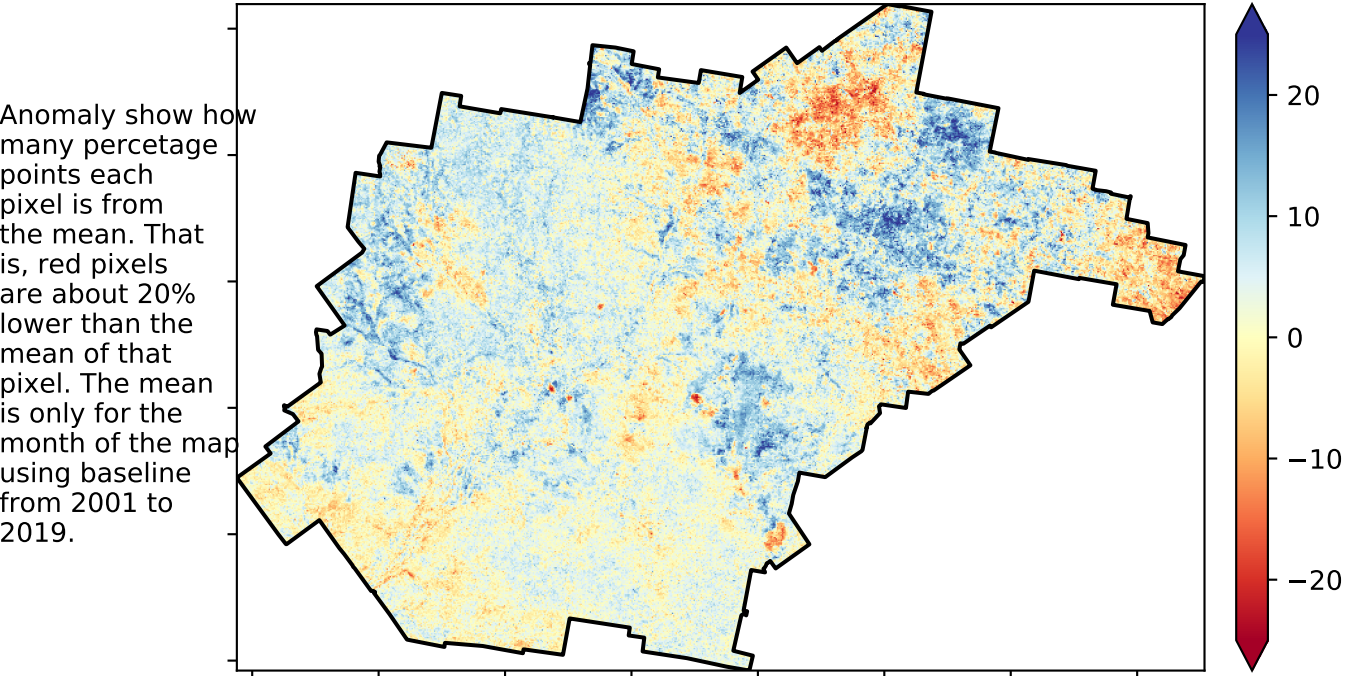 Anomaly show how
many percetage
points each
pixel is from
the mean. That
is, red pixels
are about 20%
lower than the
mean of that
pixel. The mean
is only for the
month of the map
using baseline
from 2001 to
2019.
20
10
0
−10
−20